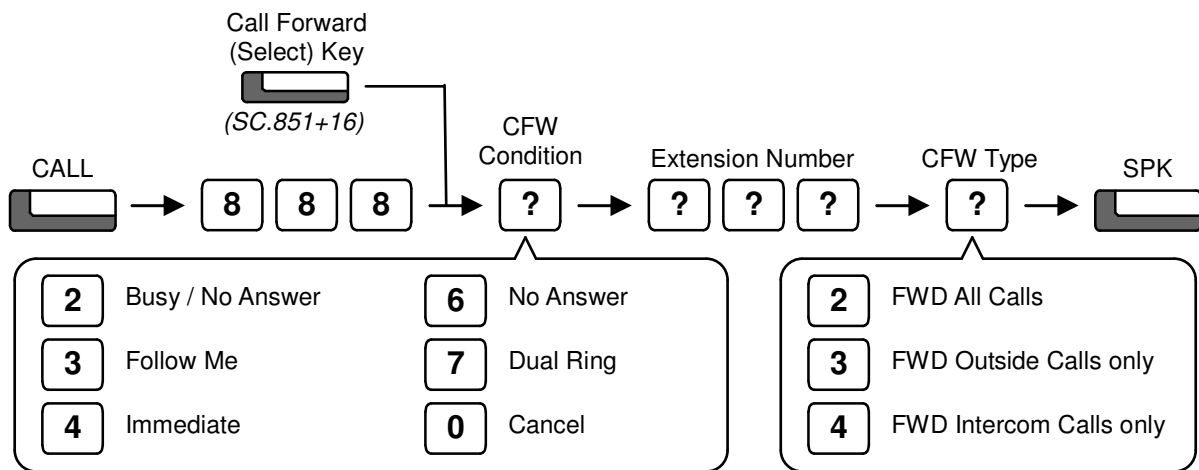 Call Forward
(Select) Key
(SC.851+16)
CFW
Condition
CALL
Extension Number
CFW Type
SPK
8 8 8 ? ? ? ? ?
2 Busy / No Answer
6 No Answer
3 Follow Me
7 Dual Ring
4 Immediate
0 Cancel
2 FWD All Calls
3 FWD Outside Calls only
4 FWD Intercom Calls only